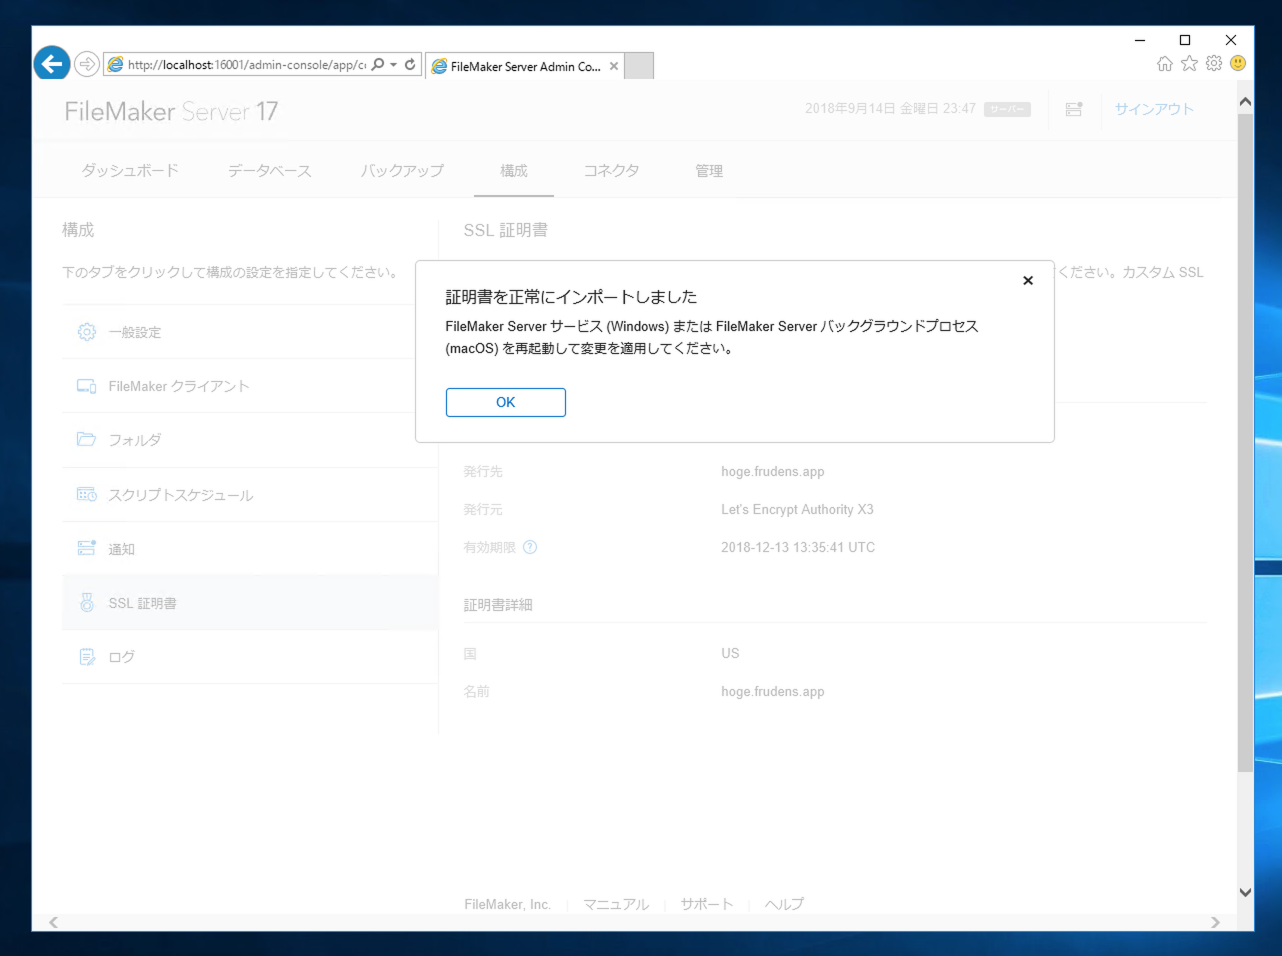 http://localhost:16001/admin-console/app/c
FileMaker Server Admin Co...
FileMaker Server 17
2018年9月14日 金曜日 23:47 サーバー
サインアウト
ダッシュボード データベース バックアップ 構成 コネクタ 管理
構成
下のタブをクリックして構成の設定を指定してください。
一般設定
FileMaker クライアント
フォルダ
スクリプトスケジュール
通知
SSL 証明書
ログ
SSL 証明書
ください。カスタム SSL
証明書を正常にインポートしました
FileMaker Server サービス (Windows) または FileMaker Server バックグラウンドプロセス
(macOS) を再起動して変更を適用してください。
OK
発行先 hoge.frudens.app
発行元 Let's Encrypt Authority X3
有効期限 ? 2018-12-13 13:35:41 UTC
証明書詳細
国 US
名前 hoge.frudens.app
FileMaker, Inc. マニュアル サポート ヘルプ